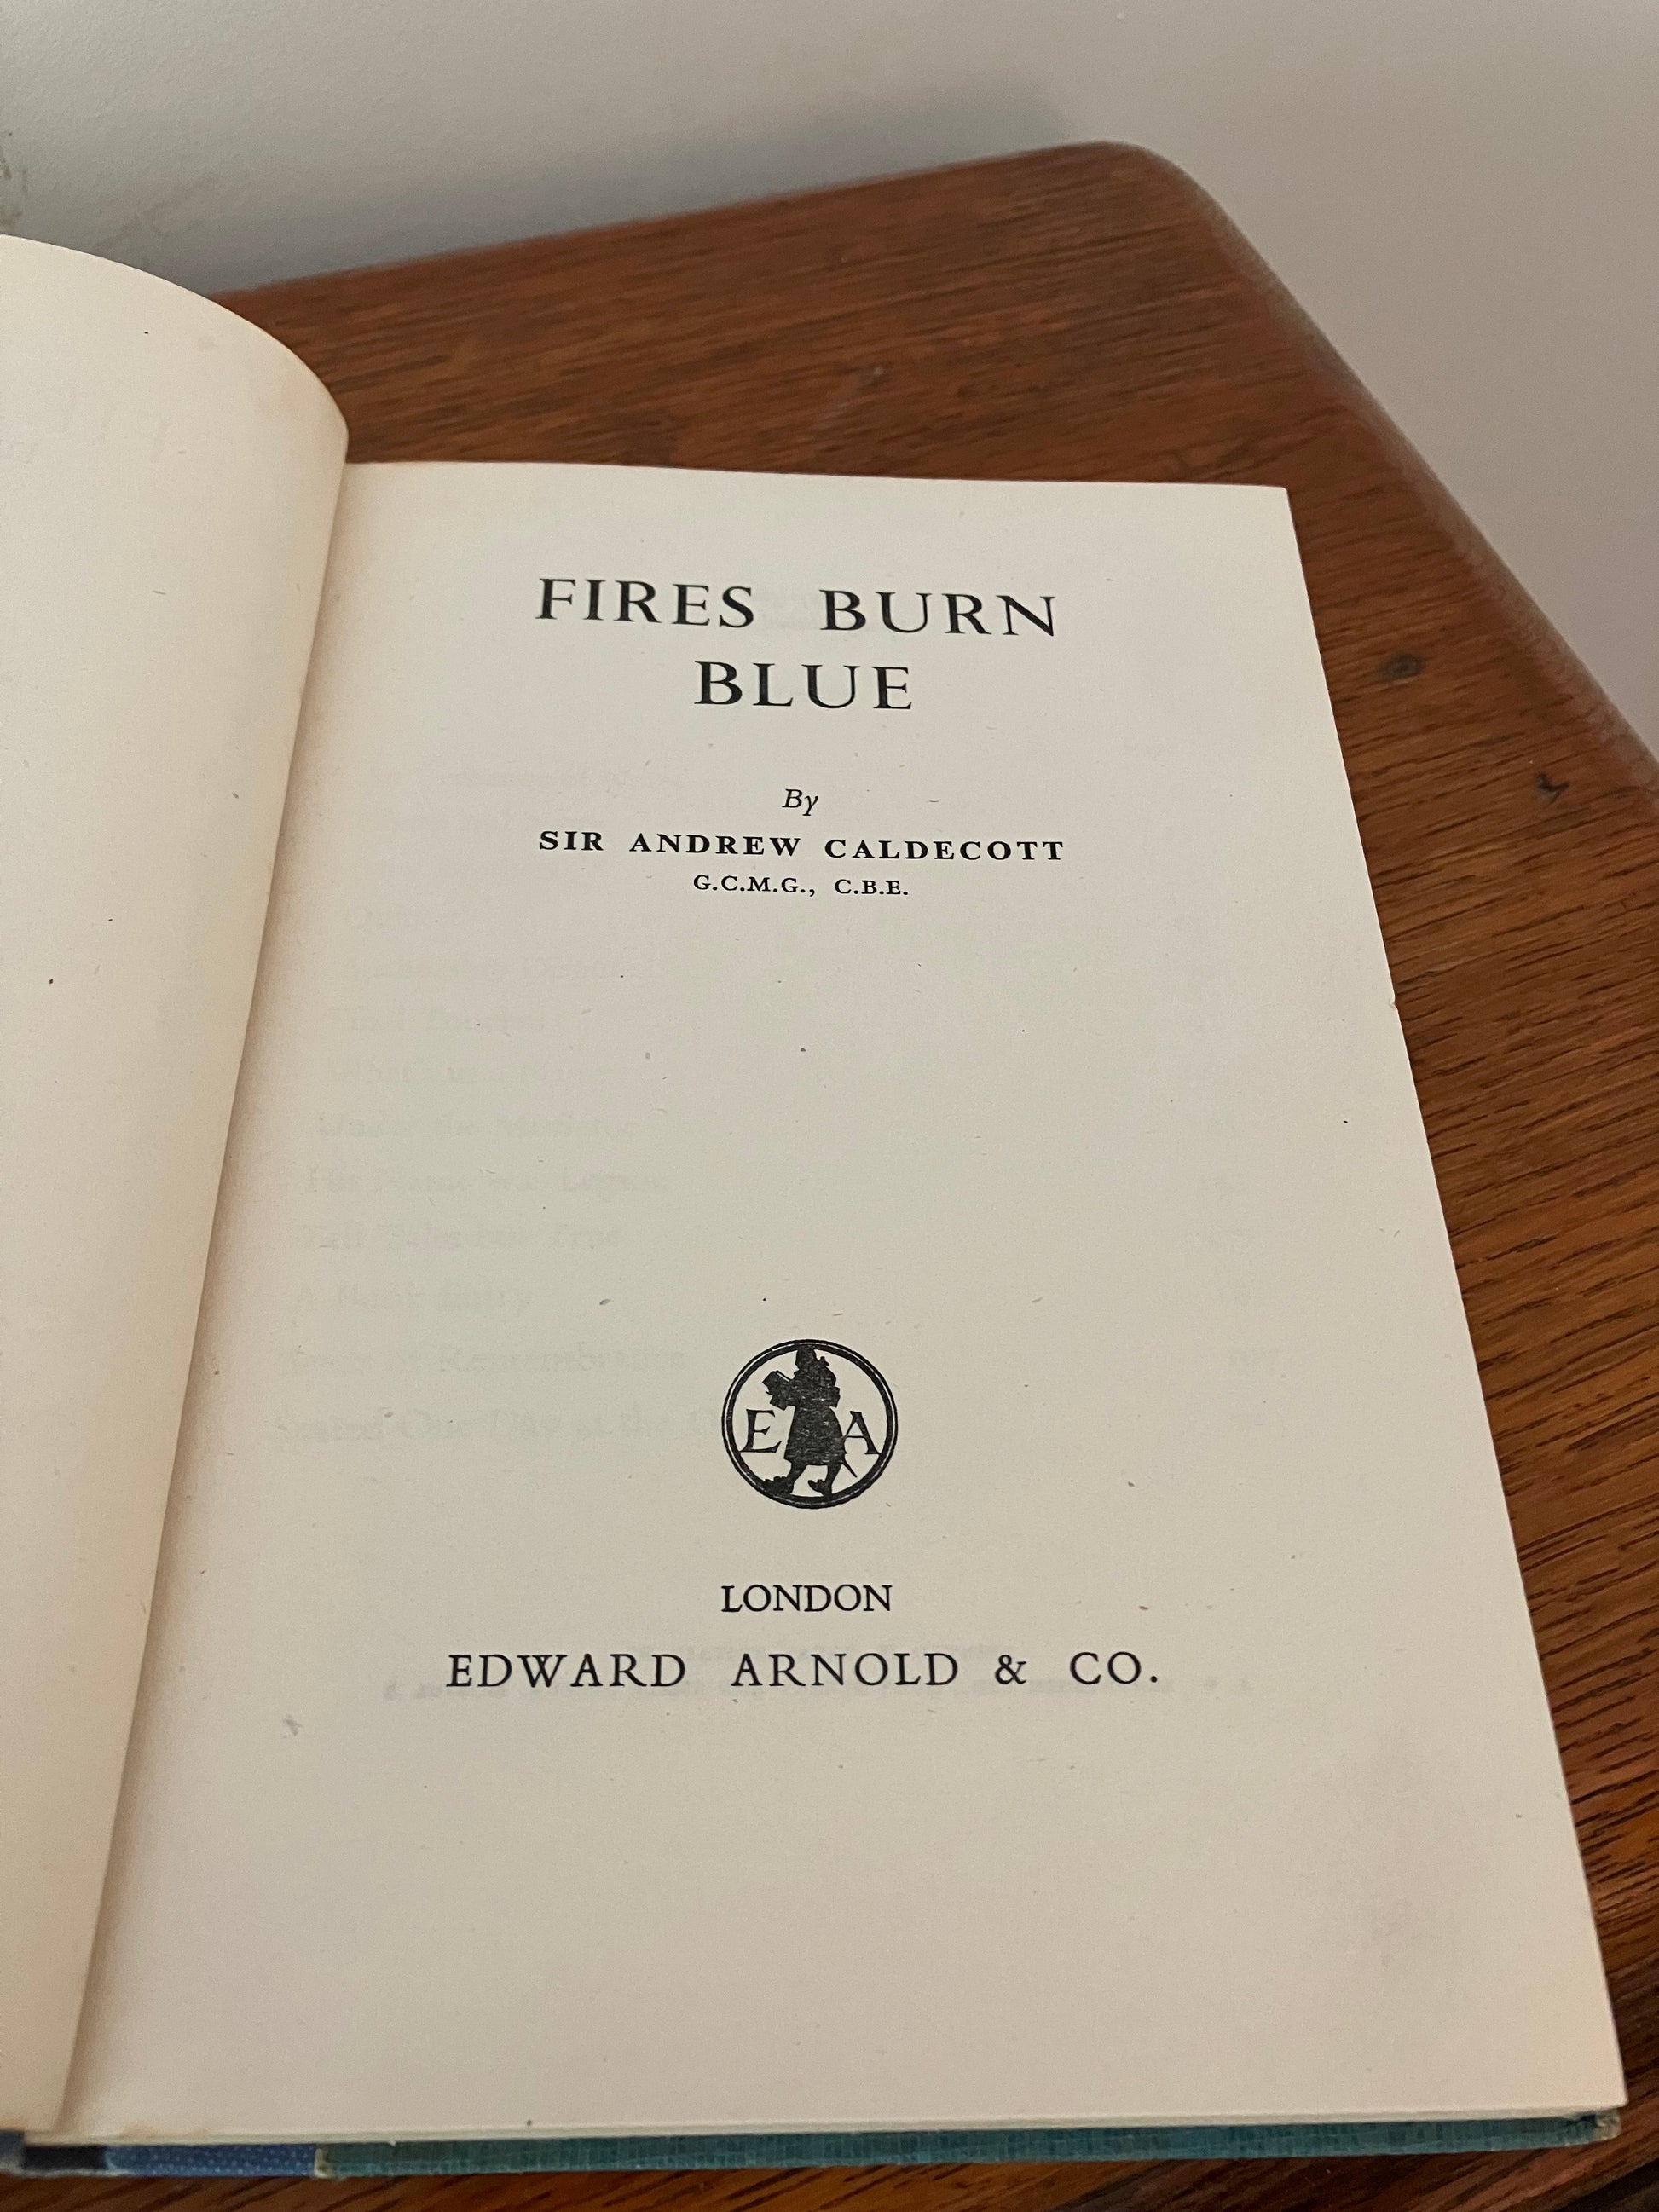 FIRES BURN
BLUE
By
SIR ANDREW CALDECOTT
G.C.M.G., C.B.E.
E A
LONDON
EDWARD ARNOLD & CO.